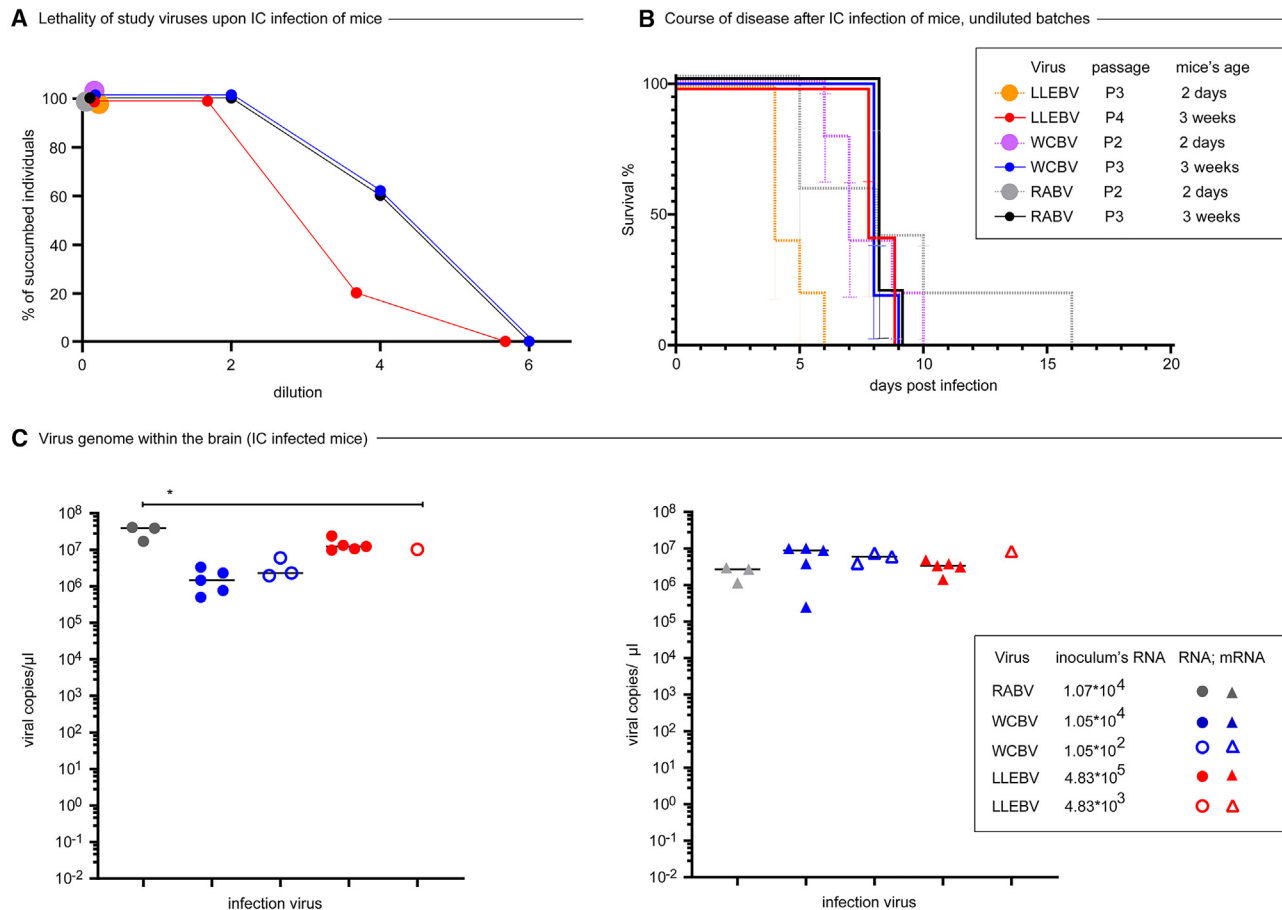 A Lethality of study viruses upon IC infection of mice
% of succumbed individuals
100
80
60
40
20
0
0 2 4 6
dilution
B Course of disease after IC infection of mice, undiluted batches
Survival %
100
50
0
0 5 10 15 20
days post infection
Virus passage mice's age
LLEBV P3 2 days
LLEBV P4 3 weeks
WCBV P2 2 days
WCBV P3 3 weeks
RABV P2 2 days
RABV P3 3 weeks
C Virus genome within the brain (IC infected mice)
*
viral copies/µl
10^8
10^7
10^6
10^5
10^4
10^3
10^2
10^1
10^0
10^-1
10^-2
infection virus
viral copies/ µl
10^8
10^7
10^6
10^5
10^4
10^3
10^2
10^1
10^0
10^-1
10^-2
infection virus
Virus inoculum's RNA RNA; mRNA
RABV 1.07*10^4
WCBV 1.05*10^4
WCBV 1.05*10^2
LLEBV 4.83*10^5
LLEBV 4.83*10^3